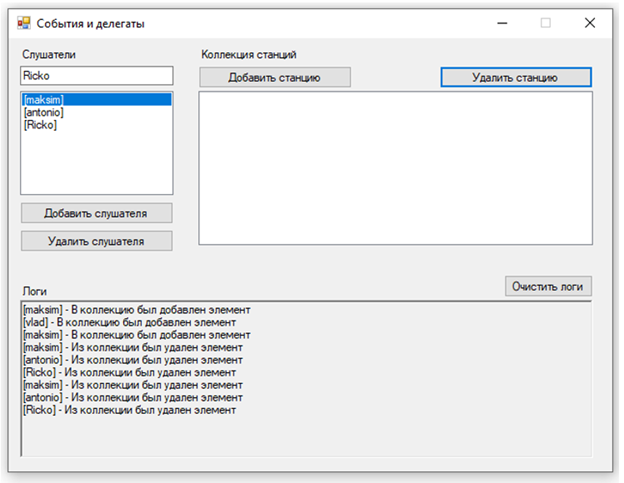 События и делегаты
Слушатели
Коллекция станций
Ricko
Добавить станцию
Удалить станцию
[maksim]
[antonio]
[Ricko]
Добавить слушателя
Удалить слушателя
Очистить логи
Логи
[maksim] - В коллекцию был добавлен элемент
[vlad] - В коллекцию был добавлен элемент
[maksim] - В коллекцию был добавлен элемент
[maksim] - Из коллекции был удален элемент
[antonio] - Из коллекции был удален элемент
[Ricko] - Из коллекции был удален элемент
[maksim] - Из коллекции был удален элемент
[antonio] - Из коллекции был удален элемент
[Ricko] - Из коллекции был удален элемент